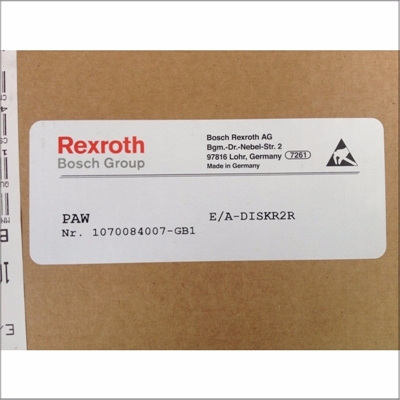 Rexroth
Bosch Group
Bosch Rexroth AG
Bgm.-Dr.-Nebel-Str. 2
97816 Lohr, Germany 7261
Made in Germany
PAW E/A-DISKR2R
Nr. 1070084007-GB1